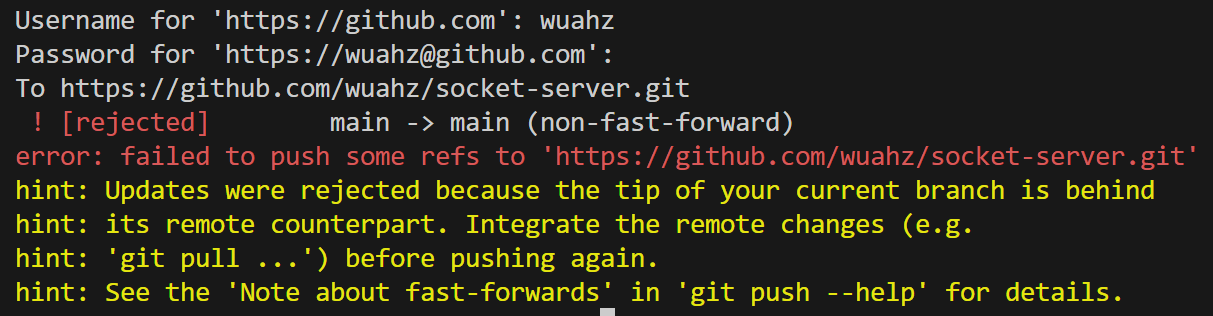 Username for 'https://github.com': wuahz
Password for 'https://wuahz@github.com':
To https://github.com/wuahz/socket-server.git
 ! [rejected]        main -> main (non-fast-forward)
error: failed to push some refs to 'https://github.com/wuahz/socket-server.git'
hint: Updates were rejected because the tip of your current branch is behind
hint: its remote counterpart. Integrate the remote changes (e.g.
hint: 'git pull ...') before pushing again.
hint: See the 'Note about fast-forwards' in 'git push --help' for details.